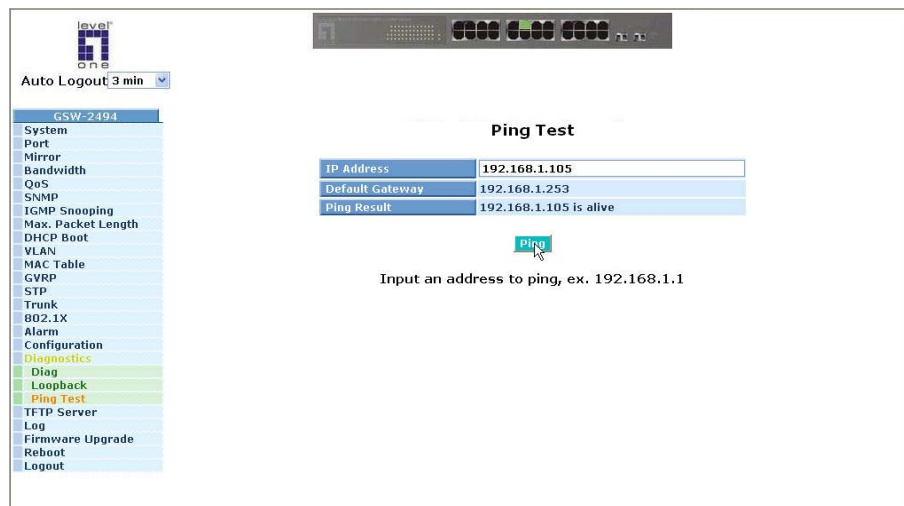 level
one
Auto Logout 3 min
GSW-2494
System
Port
Mirror
Bandwidth
QoS
SNMP
IGMP Snooping
Max. Packet Length
DHCP Boot
VLAN
MAC Table
GVRP
STP
Trunk
802.1X
Alarm
Configuration
Diagnostics
Diag
Loopback
Ping Test
TFTP Server
Log
Firmware Upgrade
Reboot
Logout
Ping Test
IP Address 192.168.1.105
Default Gateway 192.168.1.253
Ping Result 192.168.1.105 is alive
Ping
Input an address to ping, ex. 192.168.1.1